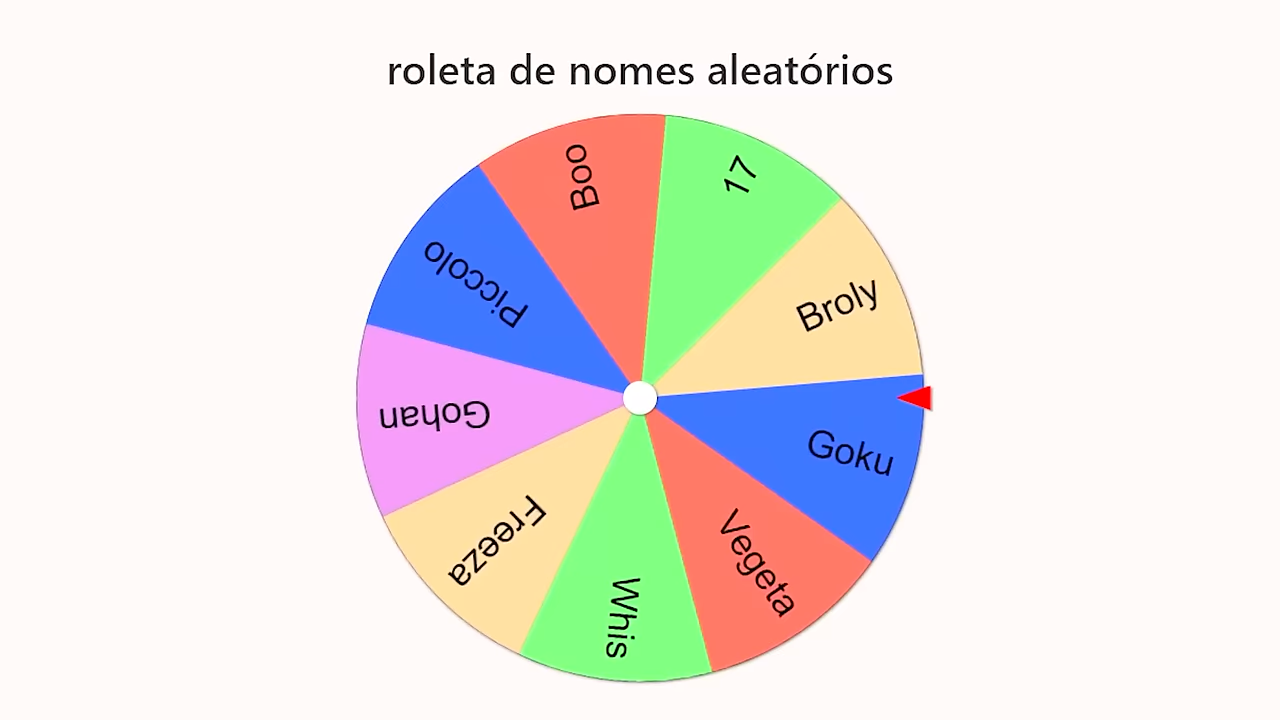 roleta de nomes aleatórios
Boo
17
Broly
Goku
Vegeta
Whis
Freeza
Gohan
Piccolo